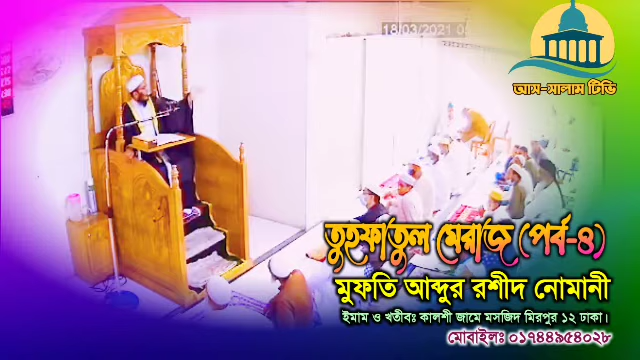 18/03/2021
আস-সালাম টিভি
তুহফাতুল মেরাজ (পর্ব-৪)
মুফতি আব্দুর রশীদ নোমানী
ইমাম ও খতীবঃ কালশী জামে মসজিদ মিরপুর ১২ ঢাকা।
মোবাইলঃ ০১৭৪৪৯৫৪০২৮